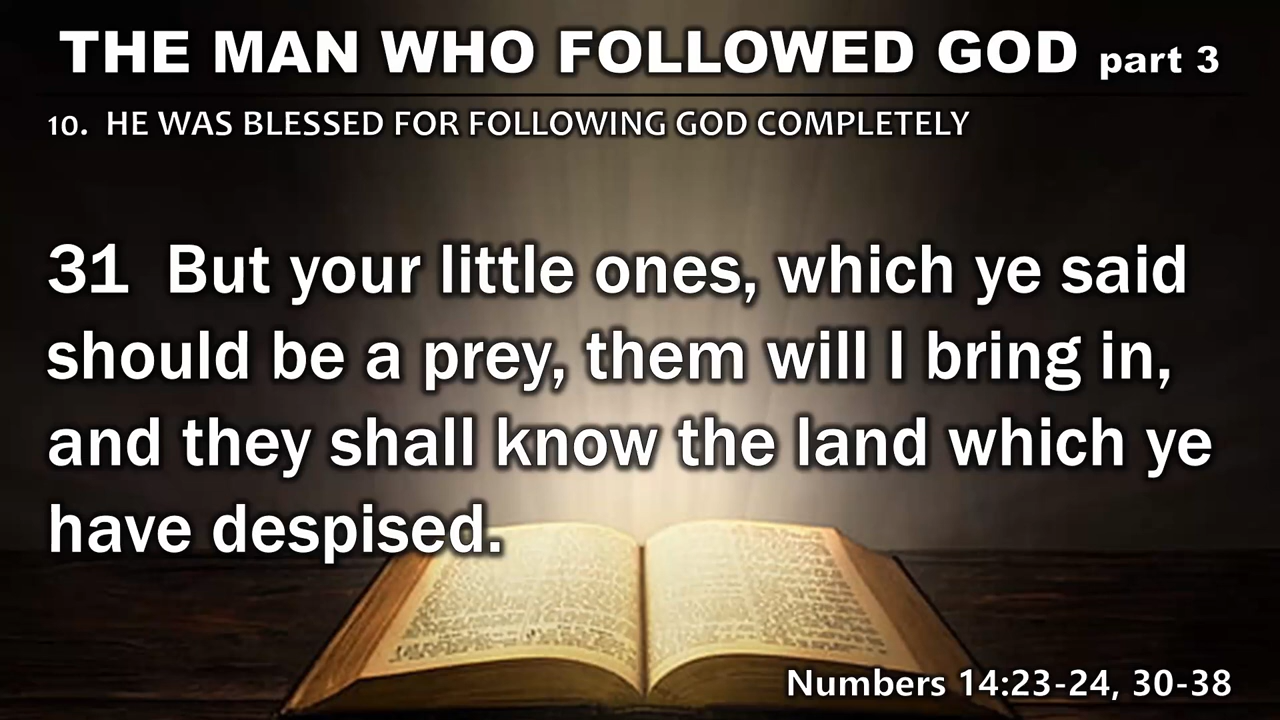 THE MAN WHO FOLLOWED GOD part 3
10. HE WAS BLESSED FOR FOLLOWING GOD COMPLETELY
31 But your little ones, which ye said
should be a prey, them will I bring in,
and they shall know the land which ye
have despised.
Numbers 14:23-24, 30-38